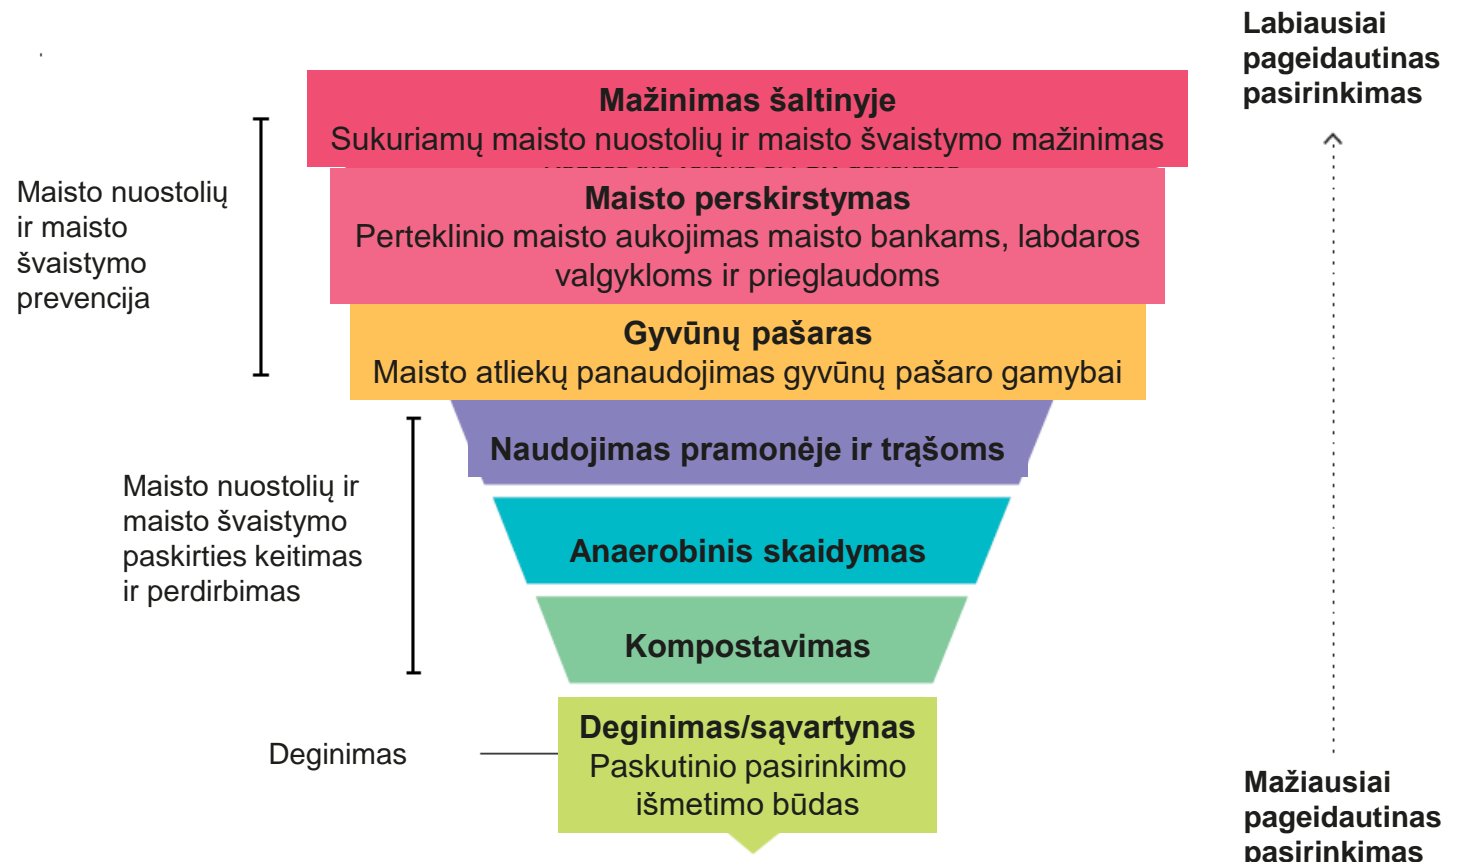 Labiausiai
pageidautinas
pasirinkimas
Mažinimas šaltinyje
Sukuriamų maisto nuostolių ir maisto švaistymo mažinimas
Maisto nuostolių
ir maisto
švaistymo
prevencija
Maisto perskirstymas
Perteklinio maisto aukojimas maisto bankams, labdaros
valgykloms ir prieglaudoms
Gyvūnų pašaras
Maisto atliekų panaudojimas gyvūnų pašaro gamybai
Maisto nuostolių ir
maisto švaistymo
paskirties keitimas
ir perdirbimas
Naudojimas pramonėje ir trąšoms
Anaerobinis skaidymas
Kompostavimas
Deginimas
Deginimas/sąvartynas
Paskutinio pasirinkimo
išmetimo būdas
Mažiausiai
pageidautinas
pasirinkimas